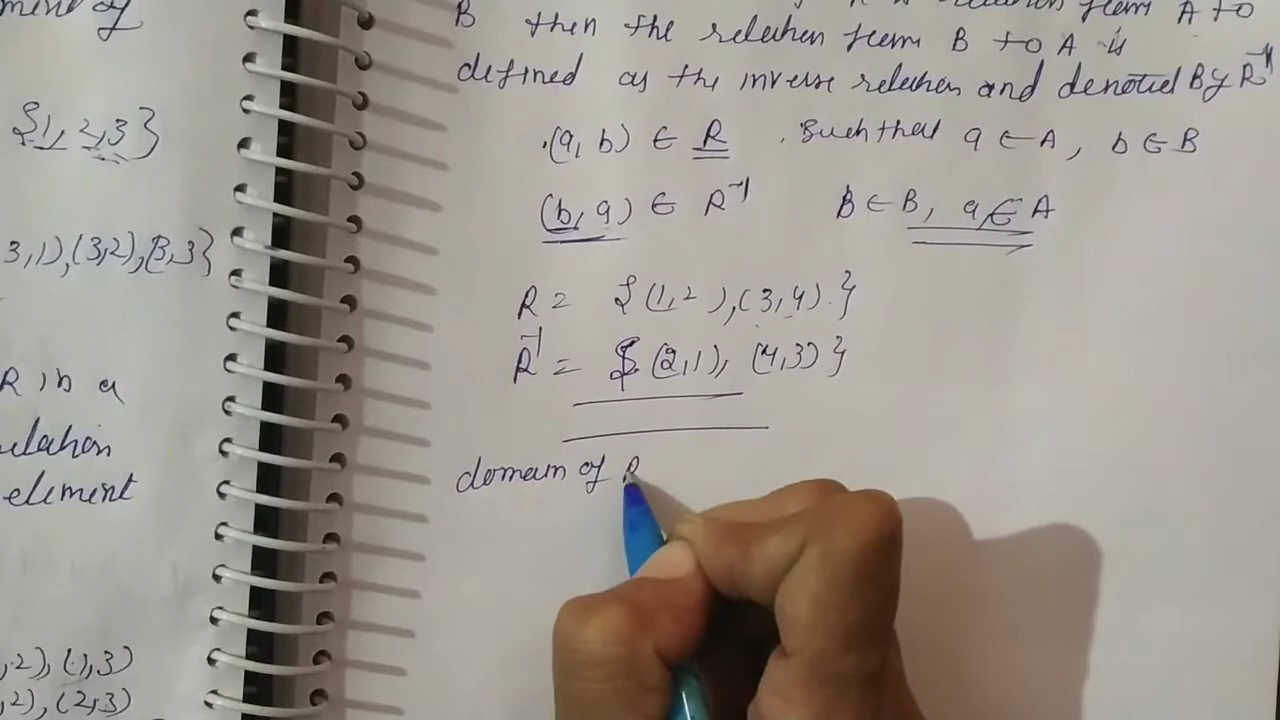 {1, 2, 3}
3,1),(3,2),(3,3}
R is a
relation
element
,2), (1,3)
,2), (2,3)
A to
B then the relation from B to A is
defined as the inverse relation and denoted By R⁻¹
.(a, b) ∈ R . Such that a ∈ A, b ∈ B
(b, a) ∈ R⁻¹ B ∈ B, a ∈ A
R = {(1,2), (3,4).}
R⁻¹ = {(2,1), (4,3)}
domain of R